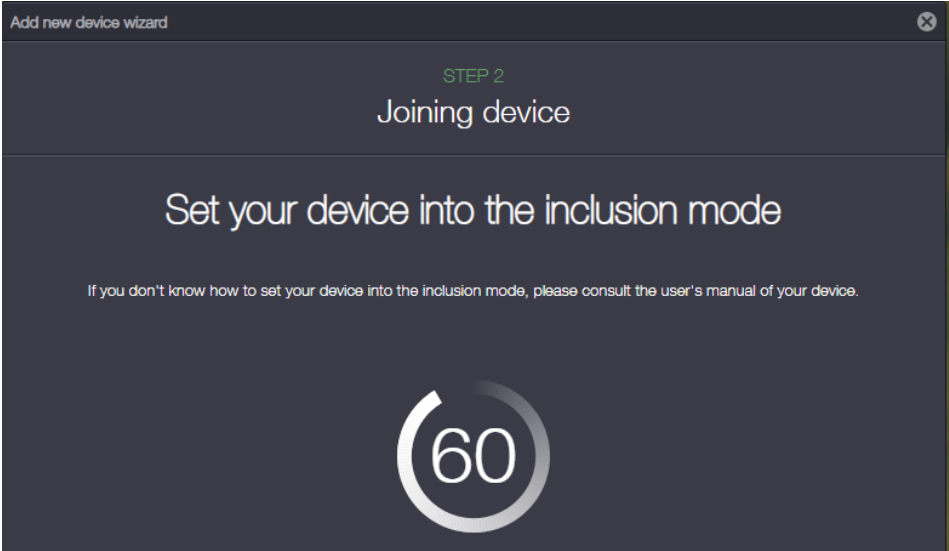 Add new device wizard
STEP 2
Joining device
Set your device into the inclusion mode
If you don't know how to set your device into the inclusion mode, please consult the user's manual of your device.
60